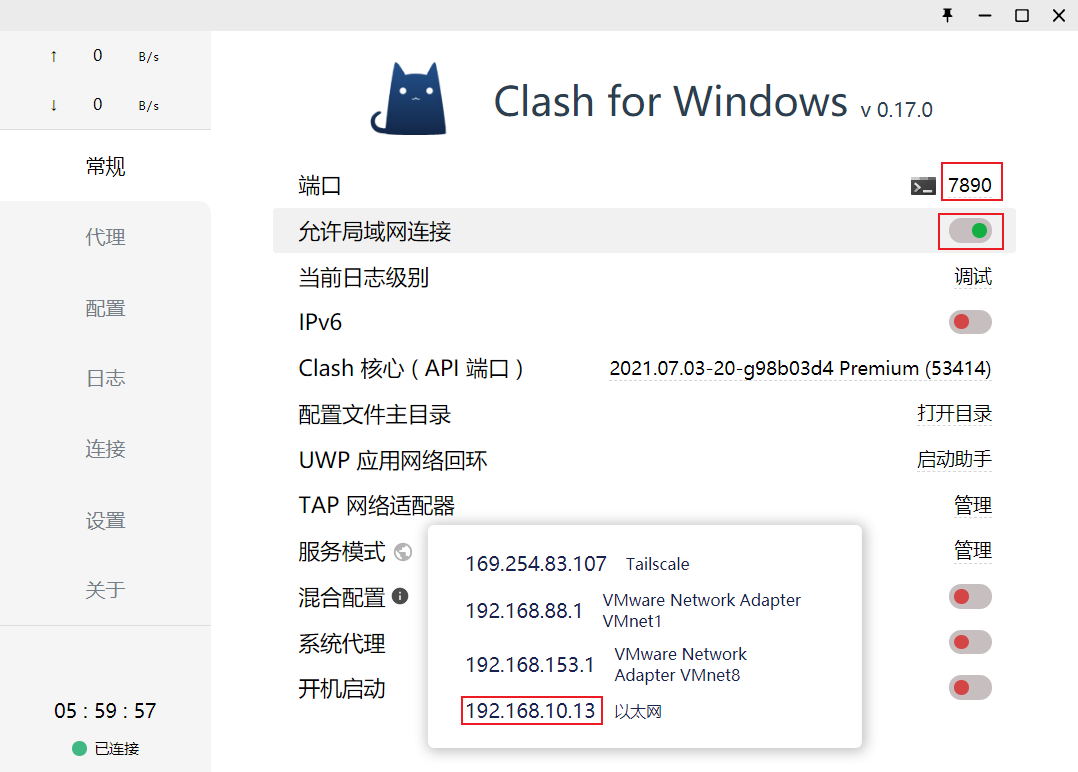 ↑ 0 B/s
↓ 0 B/s
常规
代理
配置
日志
连接
设置
关于
05 : 59 : 57
已连接
Clash for Windows v 0.17.0
端口 7890
允许局域网连接
当前日志级别 调试
IPv6
Clash 核心 ( API 端口 ) 2021.07.03-20-g98b03d4 Premium (53414)
配置文件主目录 打开目录
UWP 应用网络回环 启动助手
TAP 网络适配器 管理
服务模式 管理
混合配置
系统代理
开机启动
169.254.83.107 Tailscale
192.168.88.1 VMware Network Adapter
VMnet1
192.168.153.1 VMware Network
Adapter VMnet8
192.168.10.13 以太网